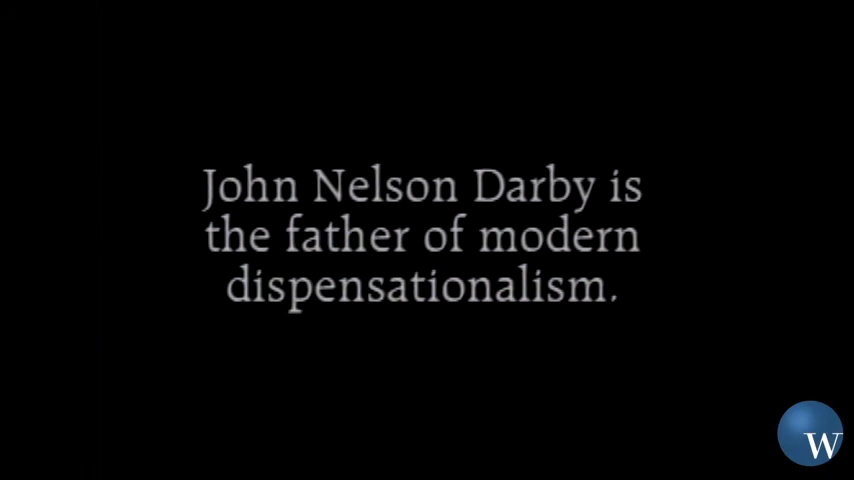 John Nelson Darby is
the father of modern
dispensationalism.
W